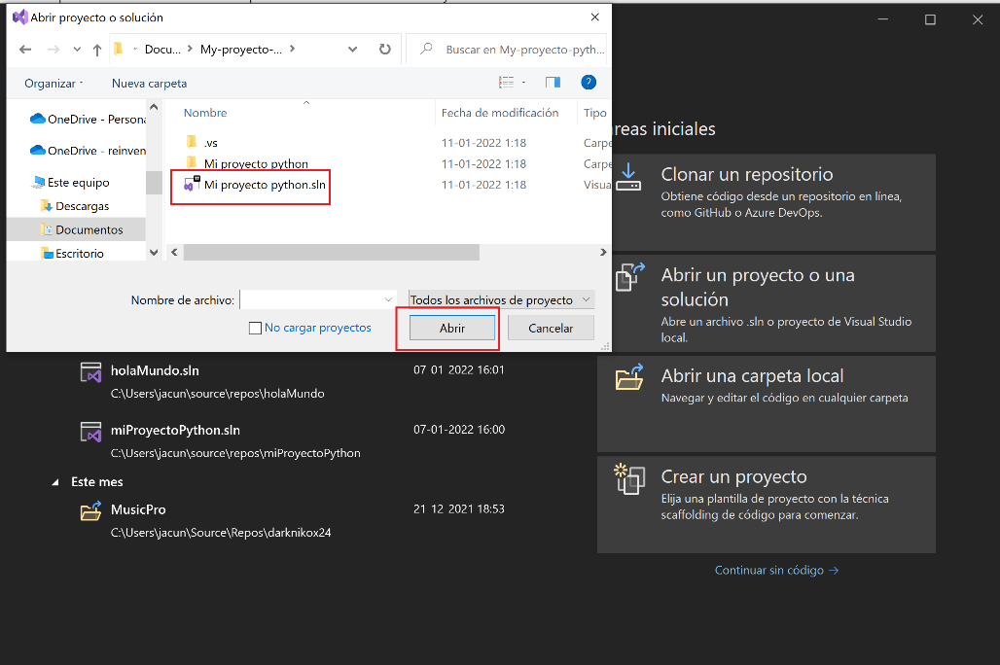 Abrir proyecto o solución
Docu... My-proyecto-...
Buscar en My-proyecto-pyth...
Organizar
Nueva carpeta
?
Nombre
Fecha de modificación
Tipo
OneDrive - Persona
OneDrive - reinven
Este equipo
Descargas
Documentos
Escritorio
.vs
11-01-2022 1:18
Carpe
Mi proyecto python
11-01-2022 1:18
Carpe
Mi proyecto python.sln
11-01-2022 1:18
Visua
Nombre de archivo:
Todos los archivos de proyecto
No cargar proyectos
Abrir
Cancelar
holaMundo.sln
07-01-2022 16:01
C:\Users\jacun\source\repos\holaMundo
miProyectoPython.sln
07-01-2022 16:00
C:\Users\jacun\source\repos\miProyectoPython
Este mes
MusicPro
21-12-2021 18:53
C:\Users\jacun\Source\Repos\darknikox24
reas iniciales
Clonar un repositorio
Obtiene código desde un repositorio en línea,
como GitHub o Azure DevOps.
Abrir un proyecto o una
solución
Abre un archivo .sln o proyecto de Visual Studio
local.
Abrir una carpeta local
Navegar y editar el código en cualquier carpeta
Crear un proyecto
Elija una plantilla de proyecto con la técnica
scaffolding de código para comenzar.
Continuar sin código →